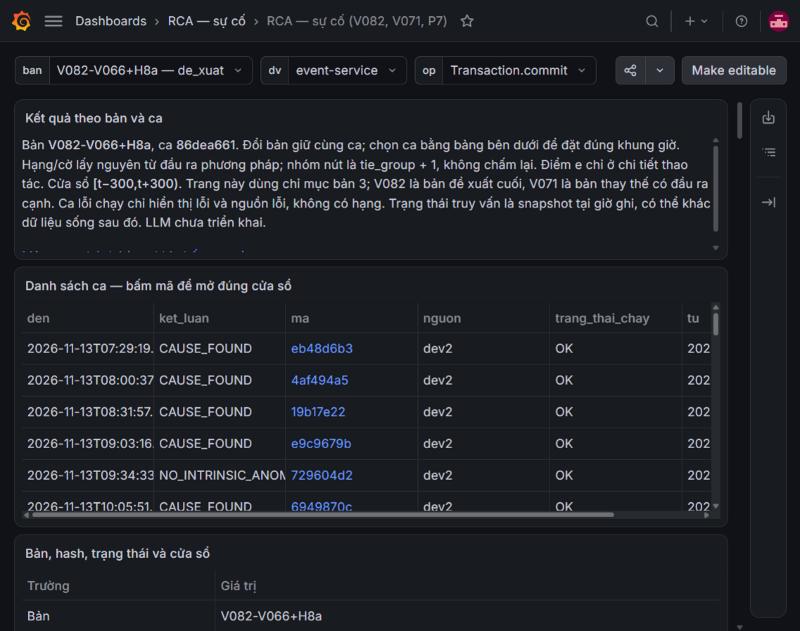 Dashboards › RCA — sự cố › RCA — sự cố (V082, V071, P7)
ban V082-V066+H8a — de_xuat dv event-service op Transaction.commit Make editable
Kết quả theo bản và ca
Bản V082-V066+H8a, ca 86dea661. Đổi bản giữ cùng ca; chọn ca bằng bảng bên dưới để đặt đúng khung giờ.
Hạng/cờ lấy nguyên từ đầu ra phương pháp; nhóm nút là tie_group + 1, không chấm lại. Điểm e chỉ ở chi tiết thao
tác. Cửa sổ [t−300,t+300). Trang này dùng chỉ mục bản 3; V082 là bản đề xuất cuối, V071 là bản thay thế có đầu ra
cạnh. Ca lỗi chạy chỉ hiển thị lỗi và nguồn lỗi, không có hạng. Trạng thái truy vấn là snapshot tại giờ ghi, có thể khác
dữ liệu sống sau đó. LLM chưa triển khai.
Danh sách ca — bấm mã để mở đúng cửa sổ
den ket_luan ma nguon trang_thai_chay tu
2026-11-13T07:29:19. CAUSE_FOUND eb48d6b3 dev2 OK 202
2026-11-13T08:00:37 CAUSE_FOUND 4af494a5 dev2 OK 202
2026-11-13T08:31:57. CAUSE_FOUND 19b17e22 dev2 OK 202
2026-11-13T09:03:16. CAUSE_FOUND e9c9679b dev2 OK 202
2026-11-13T09:34:33 NO_INTRINSIC_ANOM 729604d2 dev2 OK 202
2026-11-13T10:05:51. CAUSE_FOUND 6949870c dev2 OK 202
Bản, hash, trạng thái và cửa sổ
Trường Giá trị
Bản V082-V066+H8a